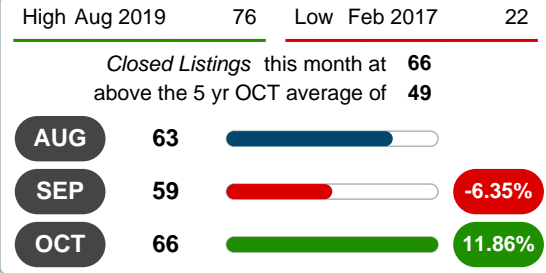 High Aug 2019 76 Low Feb 2017 22
Closed Listings this month at 66
above the 5 yr OCT average of 49
AUG 63
SEP 59 -6.35%
OCT 66 11.86%